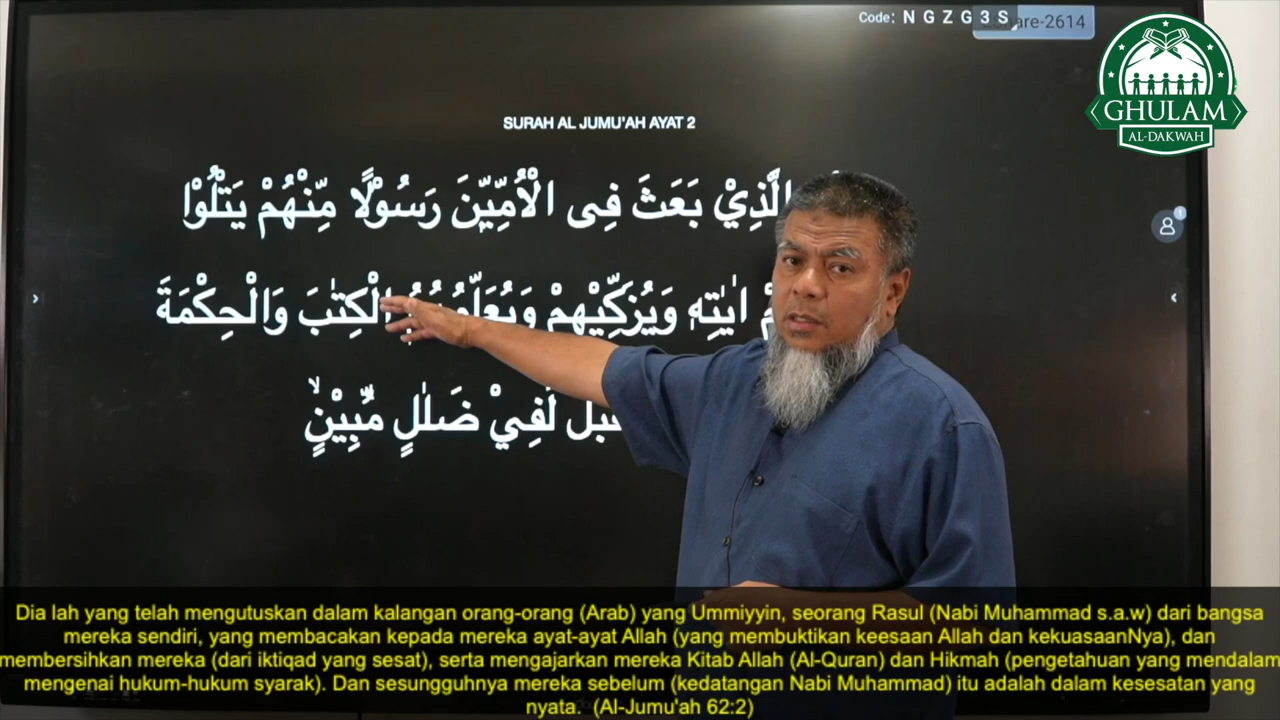 Code: N G Z G 3 S
are-2614
GHULAM
AL-DAKWAH
SURAH AL JUMU'AH AYAT 2
الَّذِيْ بَعَثَ فِى الْاُمِّيّٖنَ رَسُوْلًا مِّنْهُمْ يَتْلُوْا
اٰيٰتِهٖ وَيُزَكِّيْهِمْ وَيُعَلِّمُهُمُ الْكِتٰبَ وَالْحِكْمَةَ
لَفِيْ ضَلٰلٍ مُّبِيْنٍۙ
Dia lah yang telah mengutuskan dalam kalangan orang-orang (Arab) yang Ummiyyin, seorang Rasul (Nabi Muhammad s.a.w) dari bangsa
mereka sendiri, yang membacakan kepada mereka ayat-ayat Allah (yang membuktikan keesaan Allah dan kekuasaanNya), dan
membersihkan mereka (dari iktiqad yang sesat), serta mengajarkan mereka Kitab Allah (Al-Quran) dan Hikmah (pengetahuan yang mendalam
mengenai hukum-hukum syarak). Dan sesungguhnya mereka sebelum (kedatangan Nabi Muhammad) itu adalah dalam kesesatan yang
nyata. (Al-Jumu'ah 62:2)